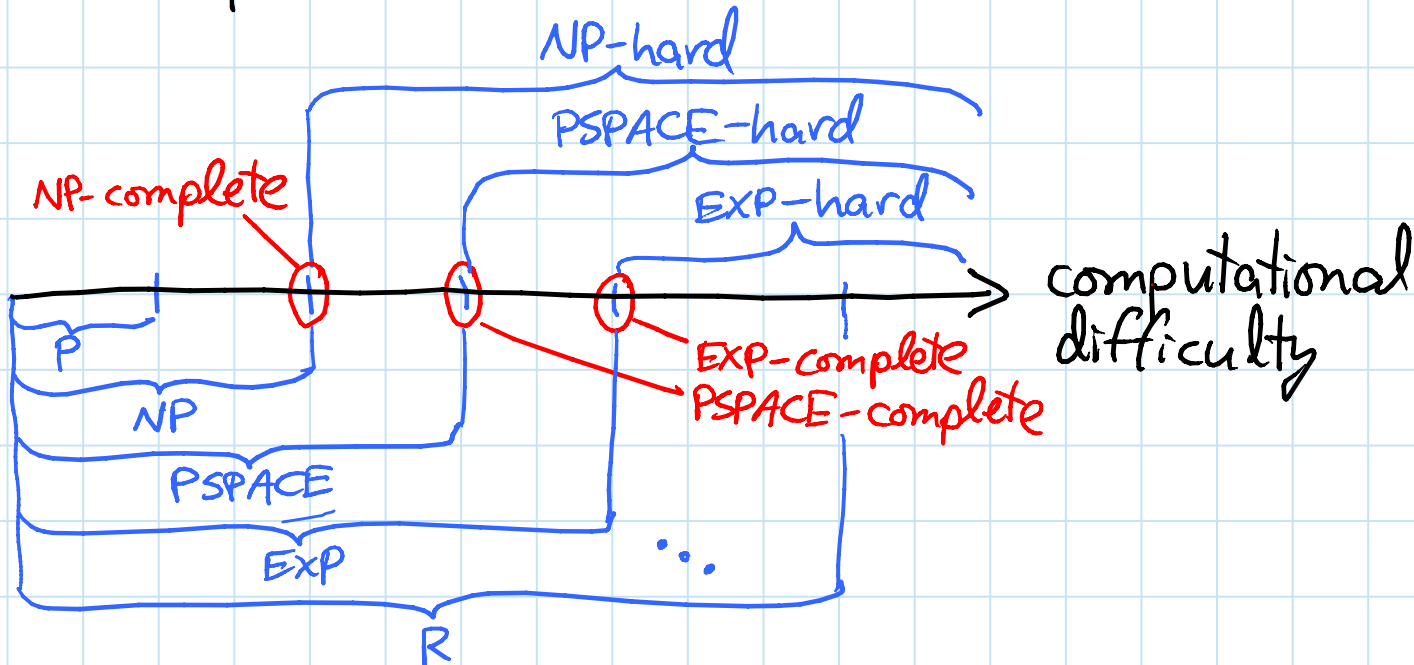 NP-hard
PSPACE-hard
NP-complete
EXP-hard
computational
difficulty
P
EXP-complete
NP
PSPACE-complete
PSPACE
EXP
R